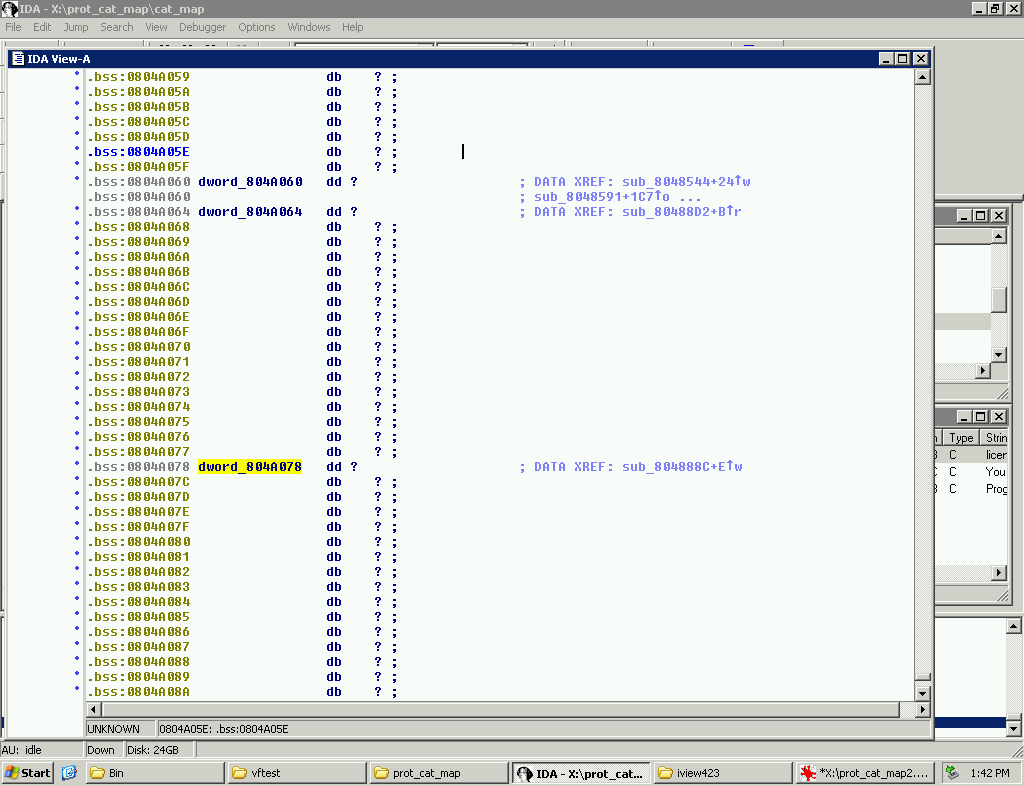 IDA - X:\prot_cat_map\cat_map
File Edit Jump Search View Debugger Options Windows Help
IDA View-A
.bss:0804A059 db ? ;
.bss:0804A05A db ? ;
.bss:0804A05B db ? ;
.bss:0804A05C db ? ;
.bss:0804A05D db ? ;
.bss:0804A05E db ? ;
.bss:0804A05F db ? ;
.bss:0804A060 dword_804A060 dd ? ; DATA XREF: sub_8048544+24↑w
.bss:0804A060 ; sub_8048591+1C7↑o ...
.bss:0804A064 dword_804A064 dd ? ; DATA XREF: sub_80488D2+B↑r
.bss:0804A068 db ? ;
.bss:0804A069 db ? ;
.bss:0804A06A db ? ;
.bss:0804A06B db ? ;
.bss:0804A06C db ? ;
.bss:0804A06D db ? ;
.bss:0804A06E db ? ;
.bss:0804A06F db ? ;
.bss:0804A070 db ? ;
.bss:0804A071 db ? ;
.bss:0804A072 db ? ;
.bss:0804A073 db ? ;
.bss:0804A074 db ? ;
.bss:0804A075 db ? ;
.bss:0804A076 db ? ;
.bss:0804A077 db ? ;
.bss:0804A078 dword_804A078 dd ? ; DATA XREF: sub_804888C+E↑w
.bss:0804A07C db ? ;
.bss:0804A07D db ? ;
.bss:0804A07E db ? ;
.bss:0804A07F db ? ;
.bss:0804A080 db ? ;
.bss:0804A081 db ? ;
.bss:0804A082 db ? ;
.bss:0804A083 db ? ;
.bss:0804A084 db ? ;
.bss:0804A085 db ? ;
.bss:0804A086 db ? ;
.bss:0804A087 db ? ;
.bss:0804A088 db ? ;
.bss:0804A089 db ? ;
.bss:0804A08A db ? ;
Type Strin
C licer
C You
C Prog
UNKNOWN 0804A05E: .bss:0804A05E
AU: idle Down Disk: 24GB
Start Bin vftest prot_cat_map IDA - X:\prot_cat... iview423 *X:\prot_cat_map2.... 1:42 PM